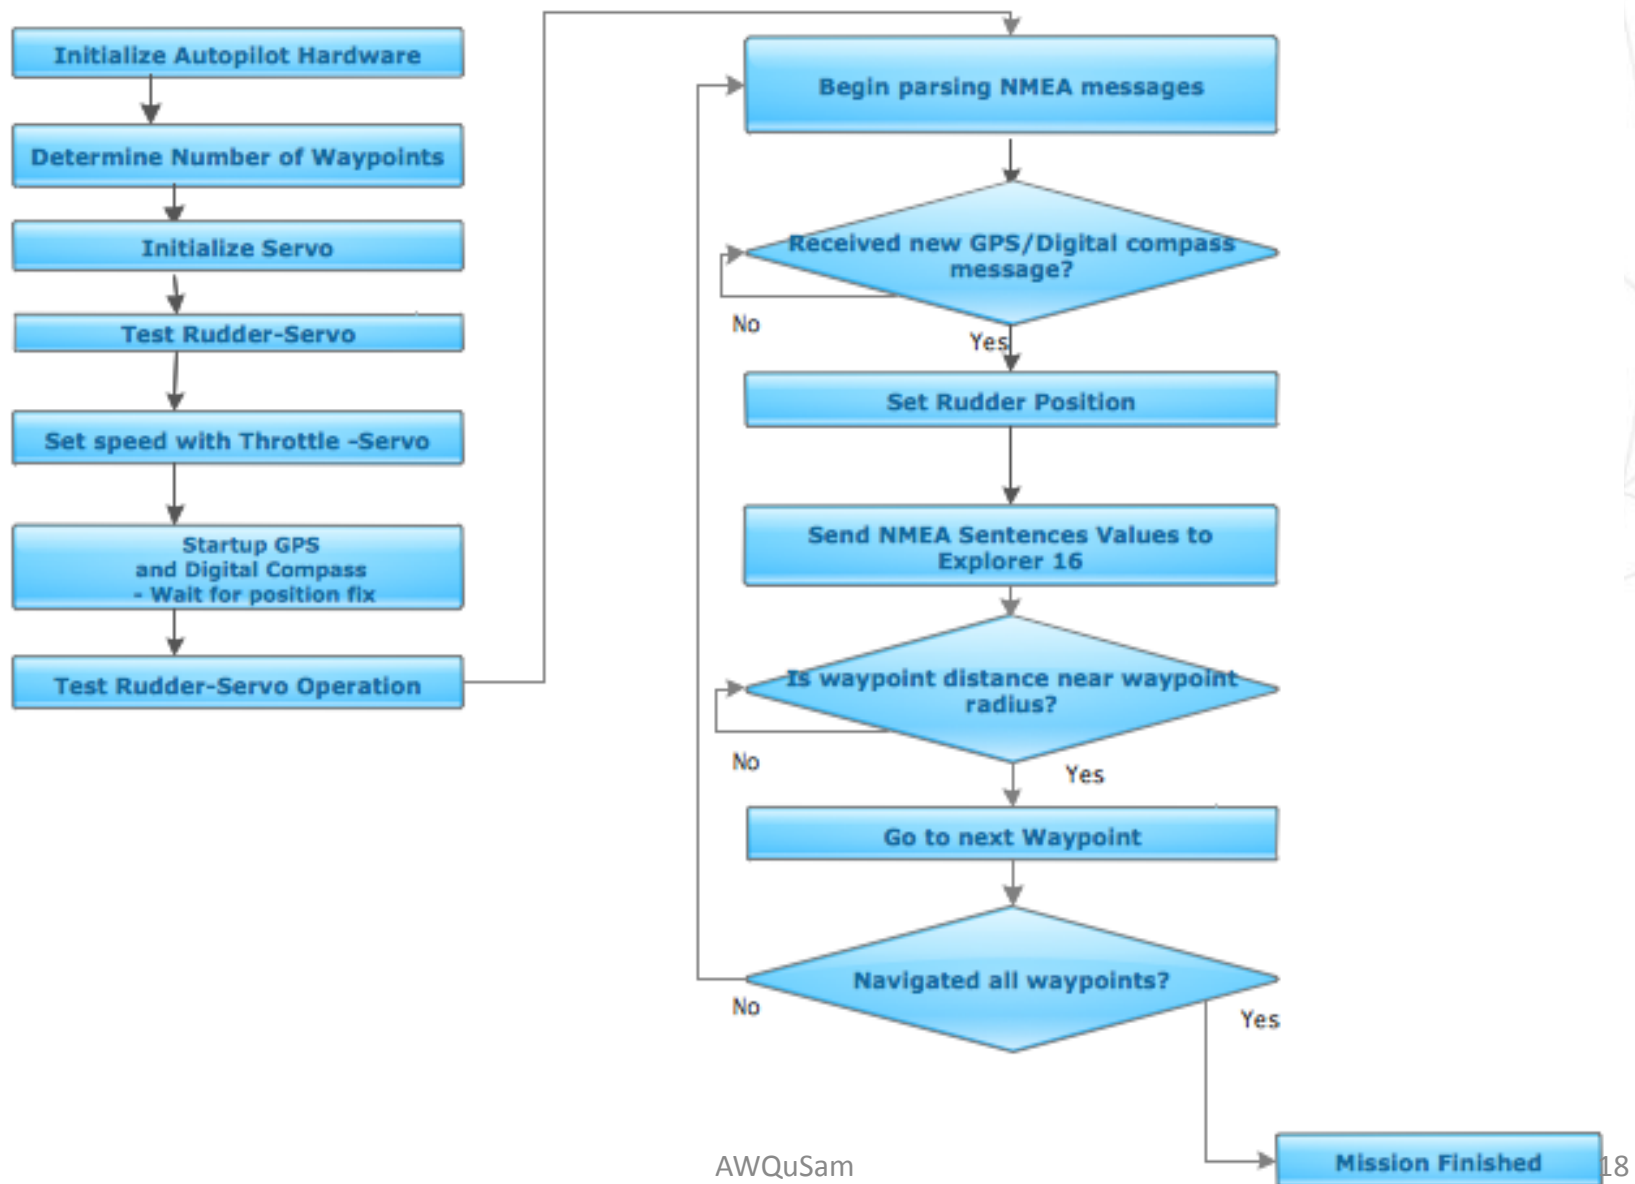 Initialize Autopilot Hardware
Determine Number of Waypoints
Initialize Servo
Test Rudder-Servo
Set speed with Throttle -Servo
Startup GPS
and Digital Compass
- Wait for position fix
Test Rudder-Servo Operation
Begin parsing NMEA messages
Received new GPS/Digital compass
message?
No
Yes
Set Rudder Position
Send NMEA Sentences Values to
Explorer 16
Is waypoint distance near waypoint
radius?
No
Yes
Go to next Waypoint
Navigated all waypoints?
No
Yes
Mission Finished
AWQuSam
18